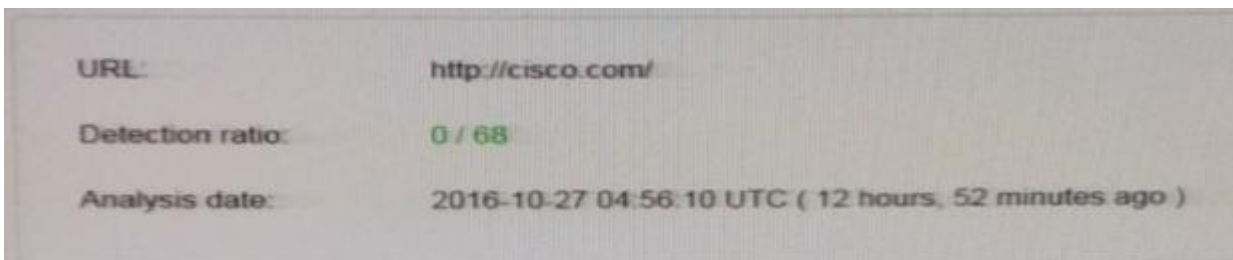 URL: http://cisco.com/
Detection ratio: 0 / 68
Analysis date: 2016-10-27 04:56:10 UTC ( 12 hours, 52 minutes ago )